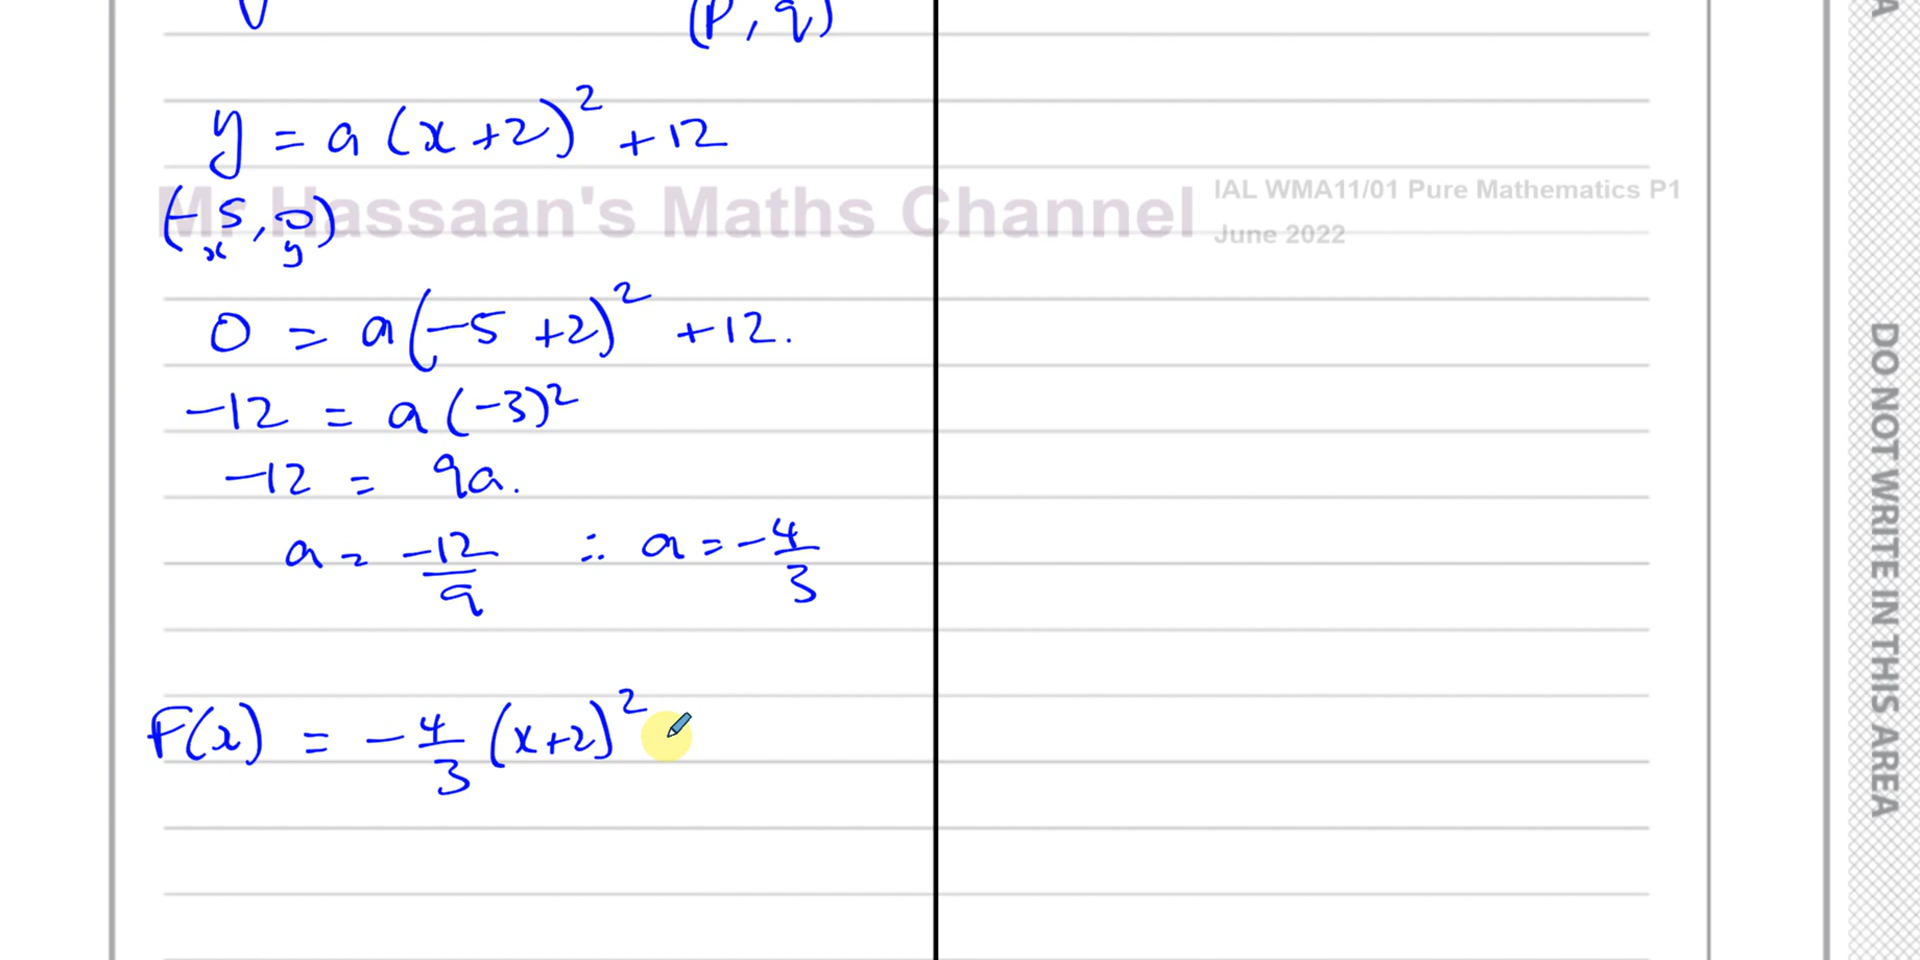 (P, q)
y = a(x+2)² + 12
Mr Hassaan's Maths Channel
IAL WMA11/01 Pure Mathematics P1
June 2022
(-5, 0)
x y
0 = a(-5 + 2)² + 12.
-12 = a(-3)²
-12 = 9a.
a = -12/9 ∴ a = -4/3
F(x) = -4/3 (x+2)²
DO NOT WRITE IN THIS AREA
A